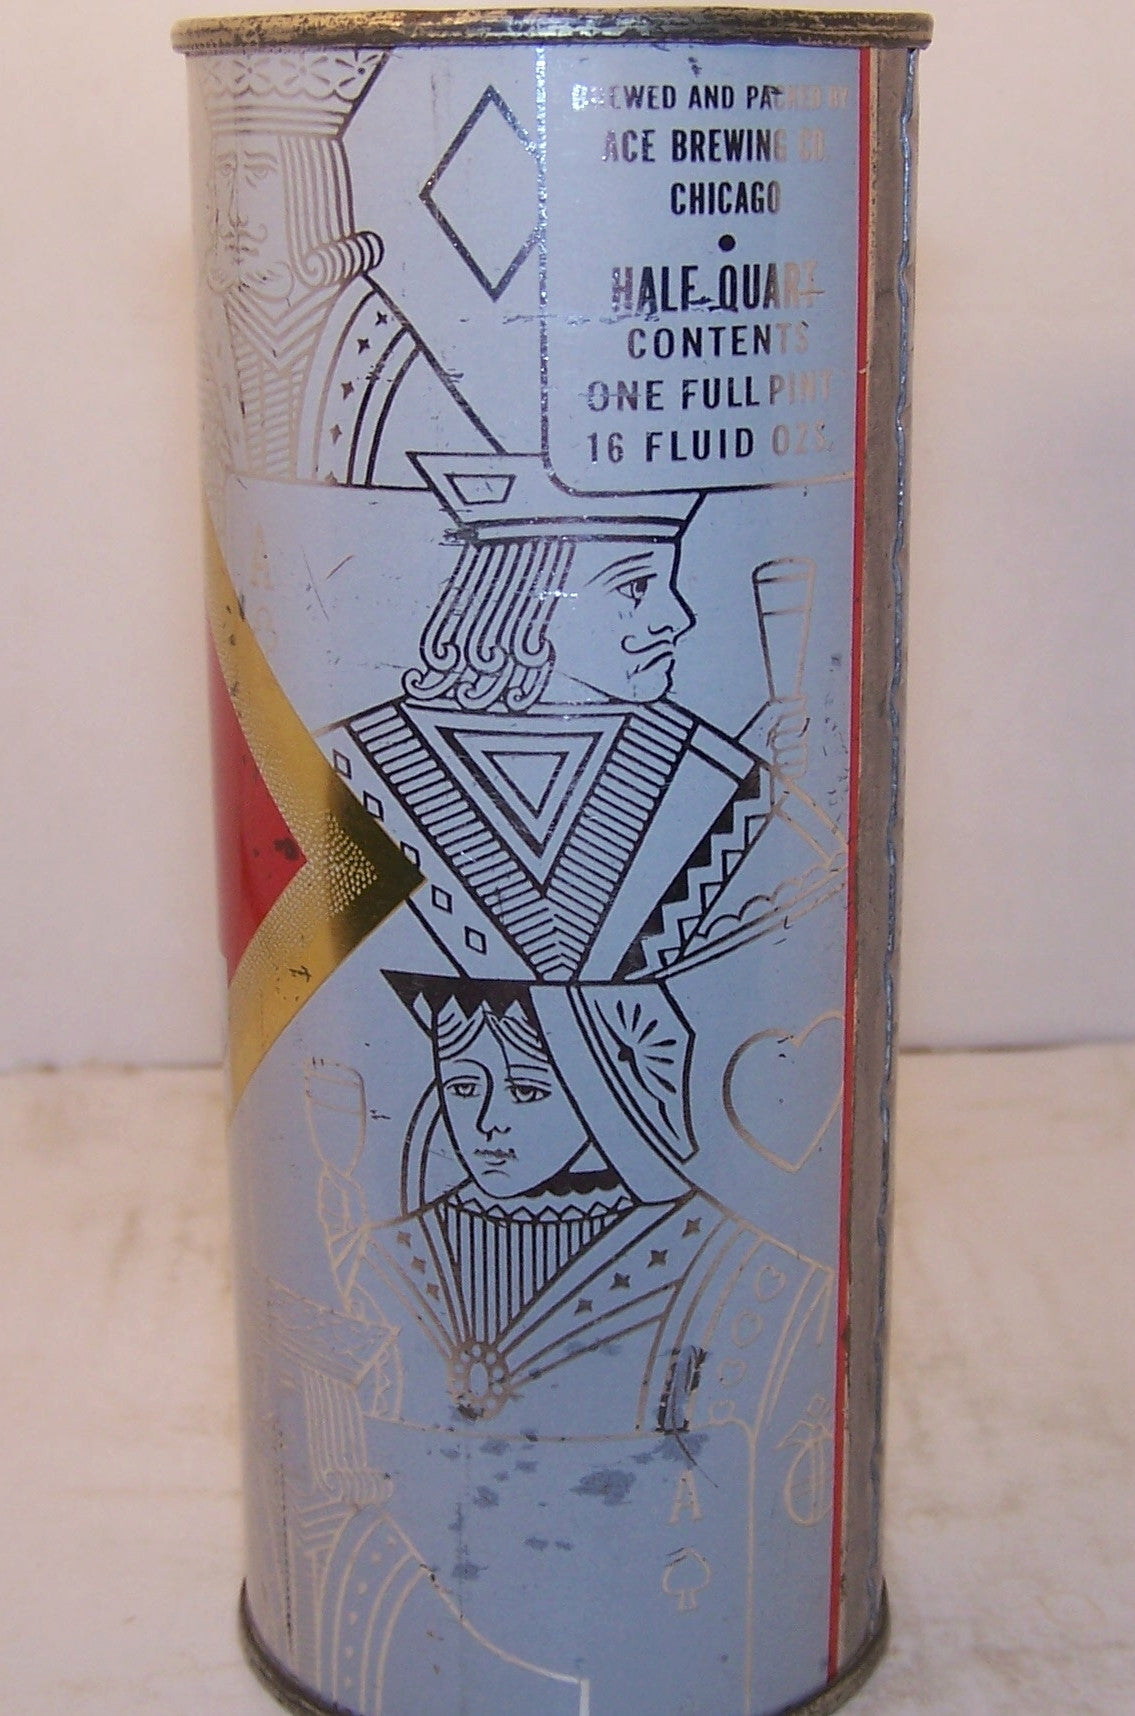 BREWED AND PACKED BY
ACE BREWING CO.
CHICAGO
HALF QUART
CONTENTS
ONE FULL PINT
16 FLUID OZS.
A
A